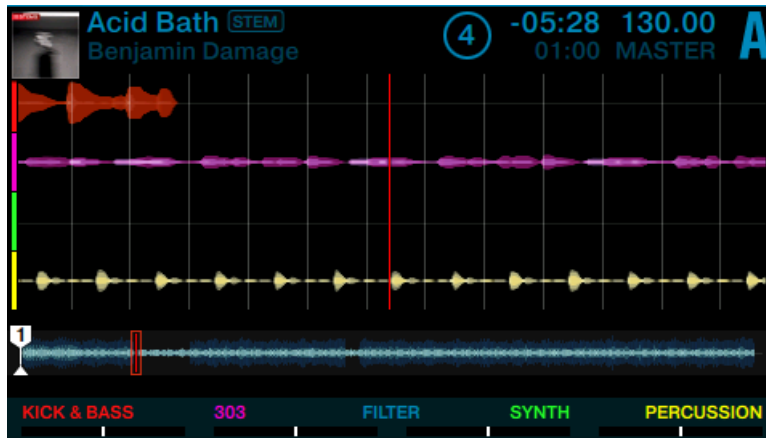 Acid Bath STEM
Benjamin Damage
4
-05:28 130.00
01:00 MASTER
A
1
KICK & BASS 303 FILTER SYNTH PERCUSSION